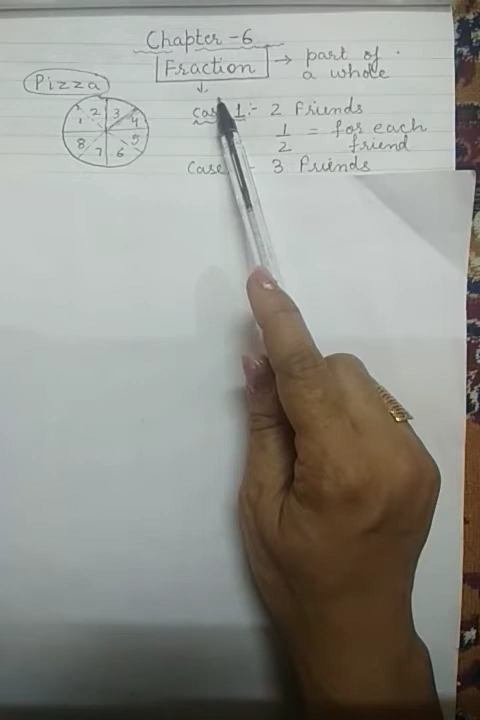 Chapter - 6
Fraction → part of
a whole
↓
Pizza
1 2 3 4 5 6 7 8
Case 1 :- 2 Friends
1/2 = for each
friend
Case - 3 Friends